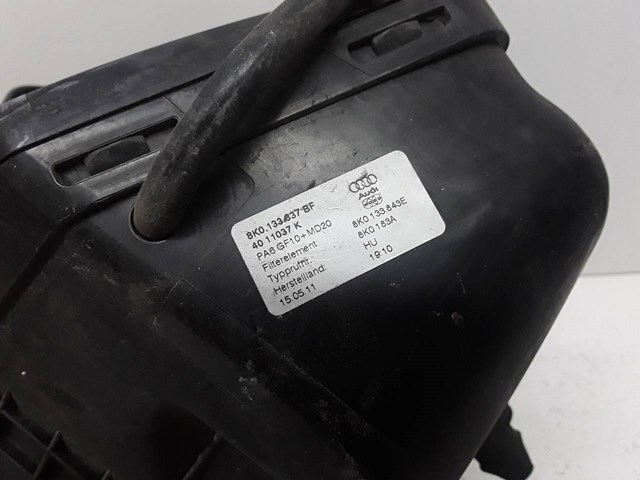 8K0.133.837 BF
40 11037 K
PA6 GF10+MD20
Filterelement 8K0.133.843E
Typprüfnr. 8K0 183A
Herstelland: HU
15.05.11 19:10
AUDI